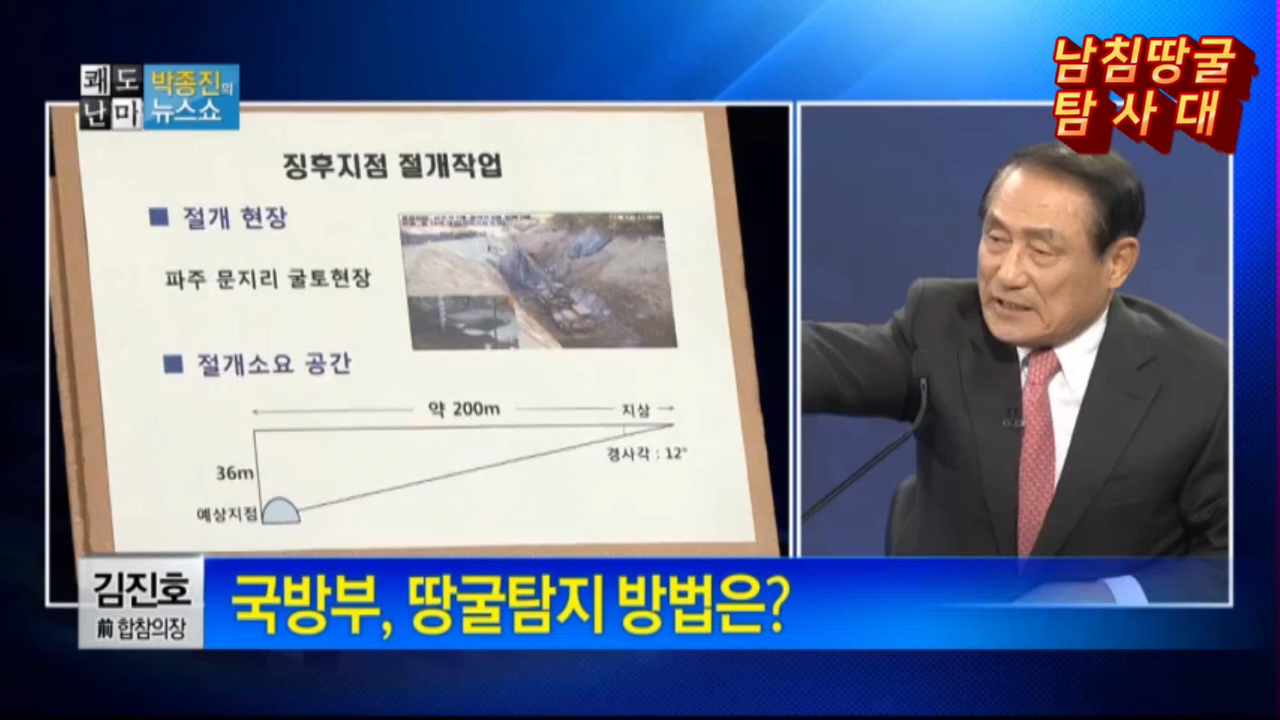 남침땅굴
탐사대
쾌도
난마
박종진의
뉴스쇼
징후지점 절개작업
■ 절개 현장
파주 문지리 굴토현장
■ 절개소요 공간
약 200m
지상
36m
경사각 : 12°
예상지점
김진호
前 합참의장
국방부, 땅굴탐지 방법은?